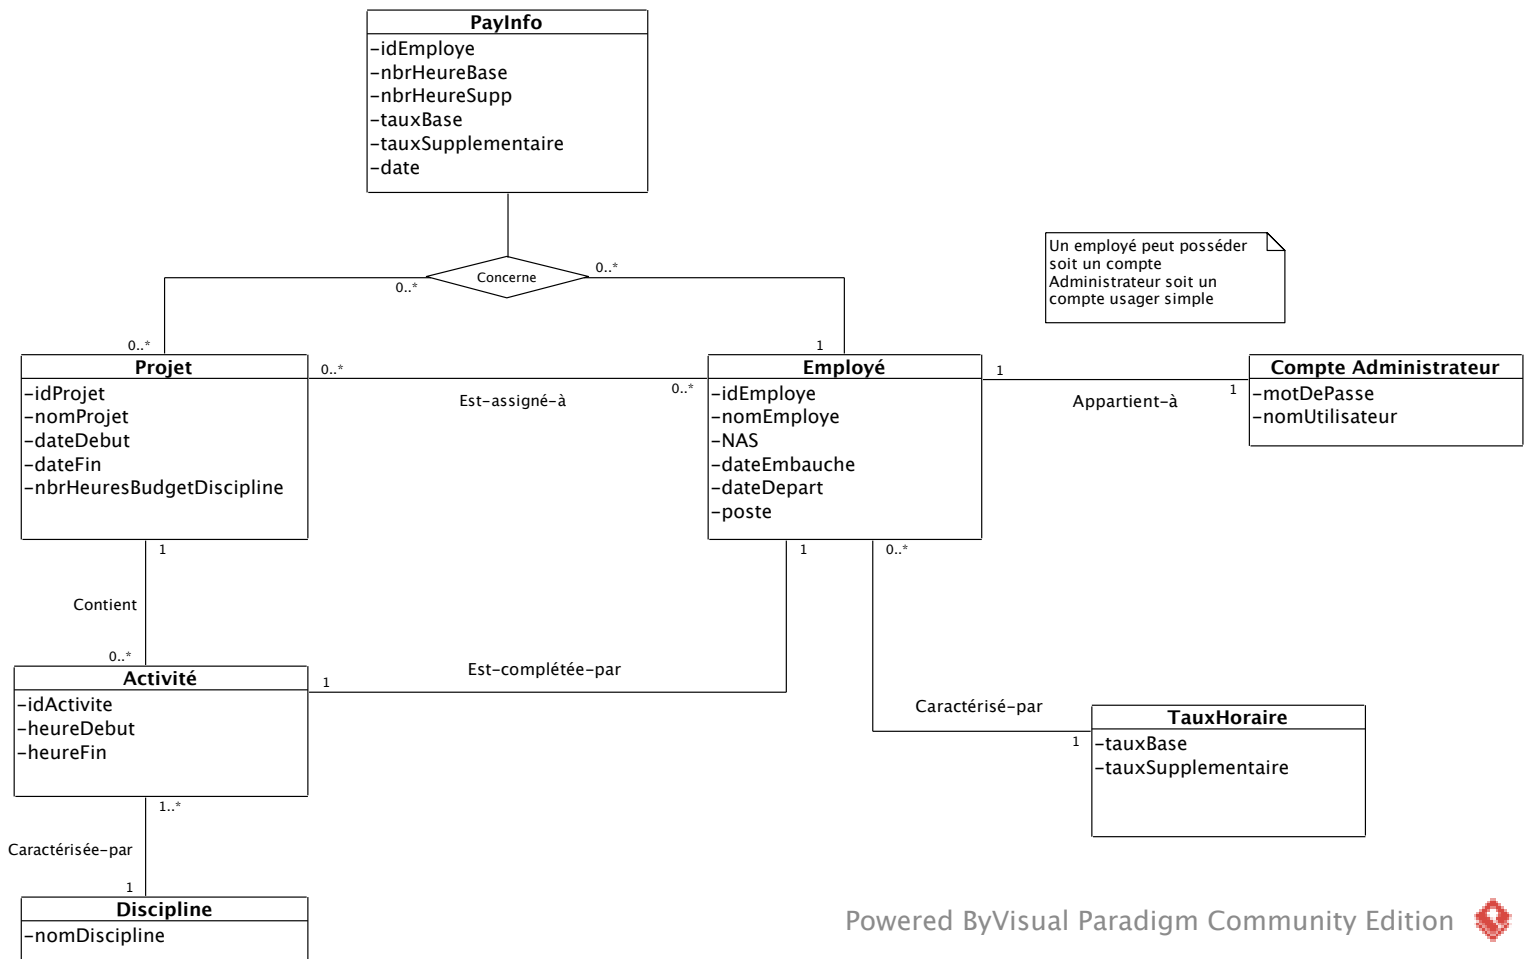 PayInfo
-idEmploye
-nbrHeureBase
-nbrHeureSupp
-tauxBase
-tauxSupplementaire
-date
Concerne
0..*
0..*
0..*
1
Un employé peut posséder
soit un compte
Administrateur soit un
compte usager simple
Projet
-idProjet
-nomProjet
-dateDebut
-dateFin
-nbrHeuresBudgetDiscipline
0..*
0..*
Est-assigné-à
Employé
-idEmploye
-nomEmploye
-NAS
-dateEmbauche
-dateDepart
-poste
1
1
Appartient-à
Compte Administrateur
-motDePasse
-nomUtilisateur
1
Contient
0..*
1
0..*
Activité
-idActivite
-heureDebut
-heureFin
1
Est-complétée-par
Caractérisé-par
1
TauxHoraire
-tauxBase
-tauxSupplementaire
1..*
Caractérisée-par
1
Discipline
-nomDiscipline
Powered ByVisual Paradigm Community Edition